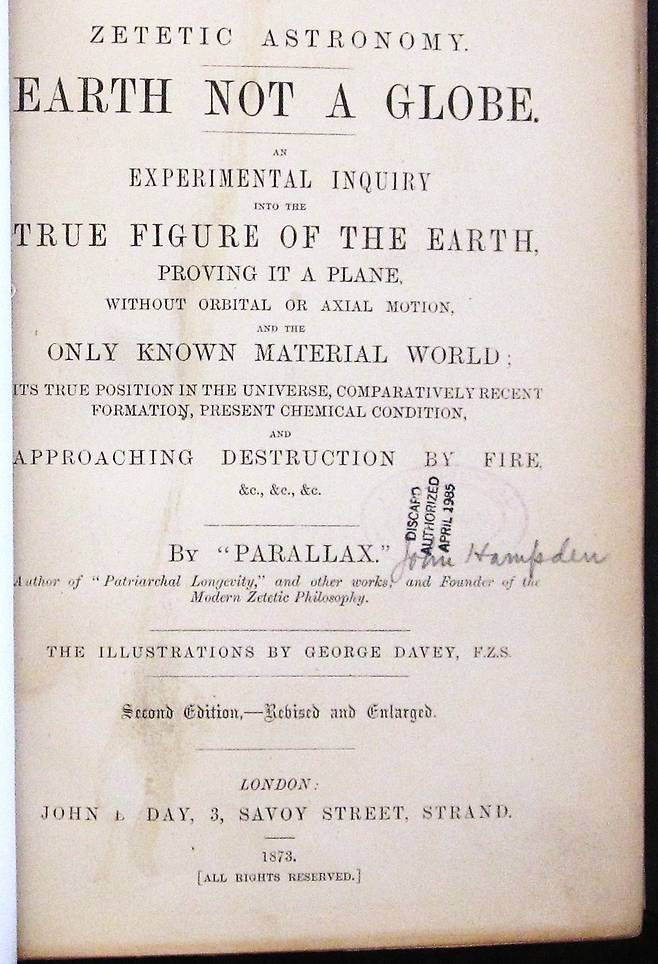 ZETETIC ASTRONOMY.
EARTH NOT A GLOBE.
AN
EXPERIMENTAL INQUIRY
INTO THE
TRUE FIGURE OF THE EARTH,
PROVING IT A PLANE,
WITHOUT ORBITAL OR AXIAL MOTION,
AND THE
ONLY KNOWN MATERIAL WORLD;
ITS TRUE POSITION IN THE UNIVERSE, COMPARATIVELY RECENT
FORMATION, PRESENT CHEMICAL CONDITION,
AND
APPROACHING DESTRUCTION BY FIRE,
&c., &c., &c.
DISCARD
AUTHORIZED
APRIL 1985
BY "PARALLAX." John Hampsden
Author of "Patriarchal Longevity," and other works, and Founder of the
Modern Zetetic Philosophy.
THE ILLUSTRATIONS BY GEORGE DAVEY, F.Z.S.
Second Edition,—Revised and Enlarged.
LONDON:
JOHN B DAY, 3, SAVOY STREET, STRAND.
1873.
[ALL RIGHTS RESERVED.]